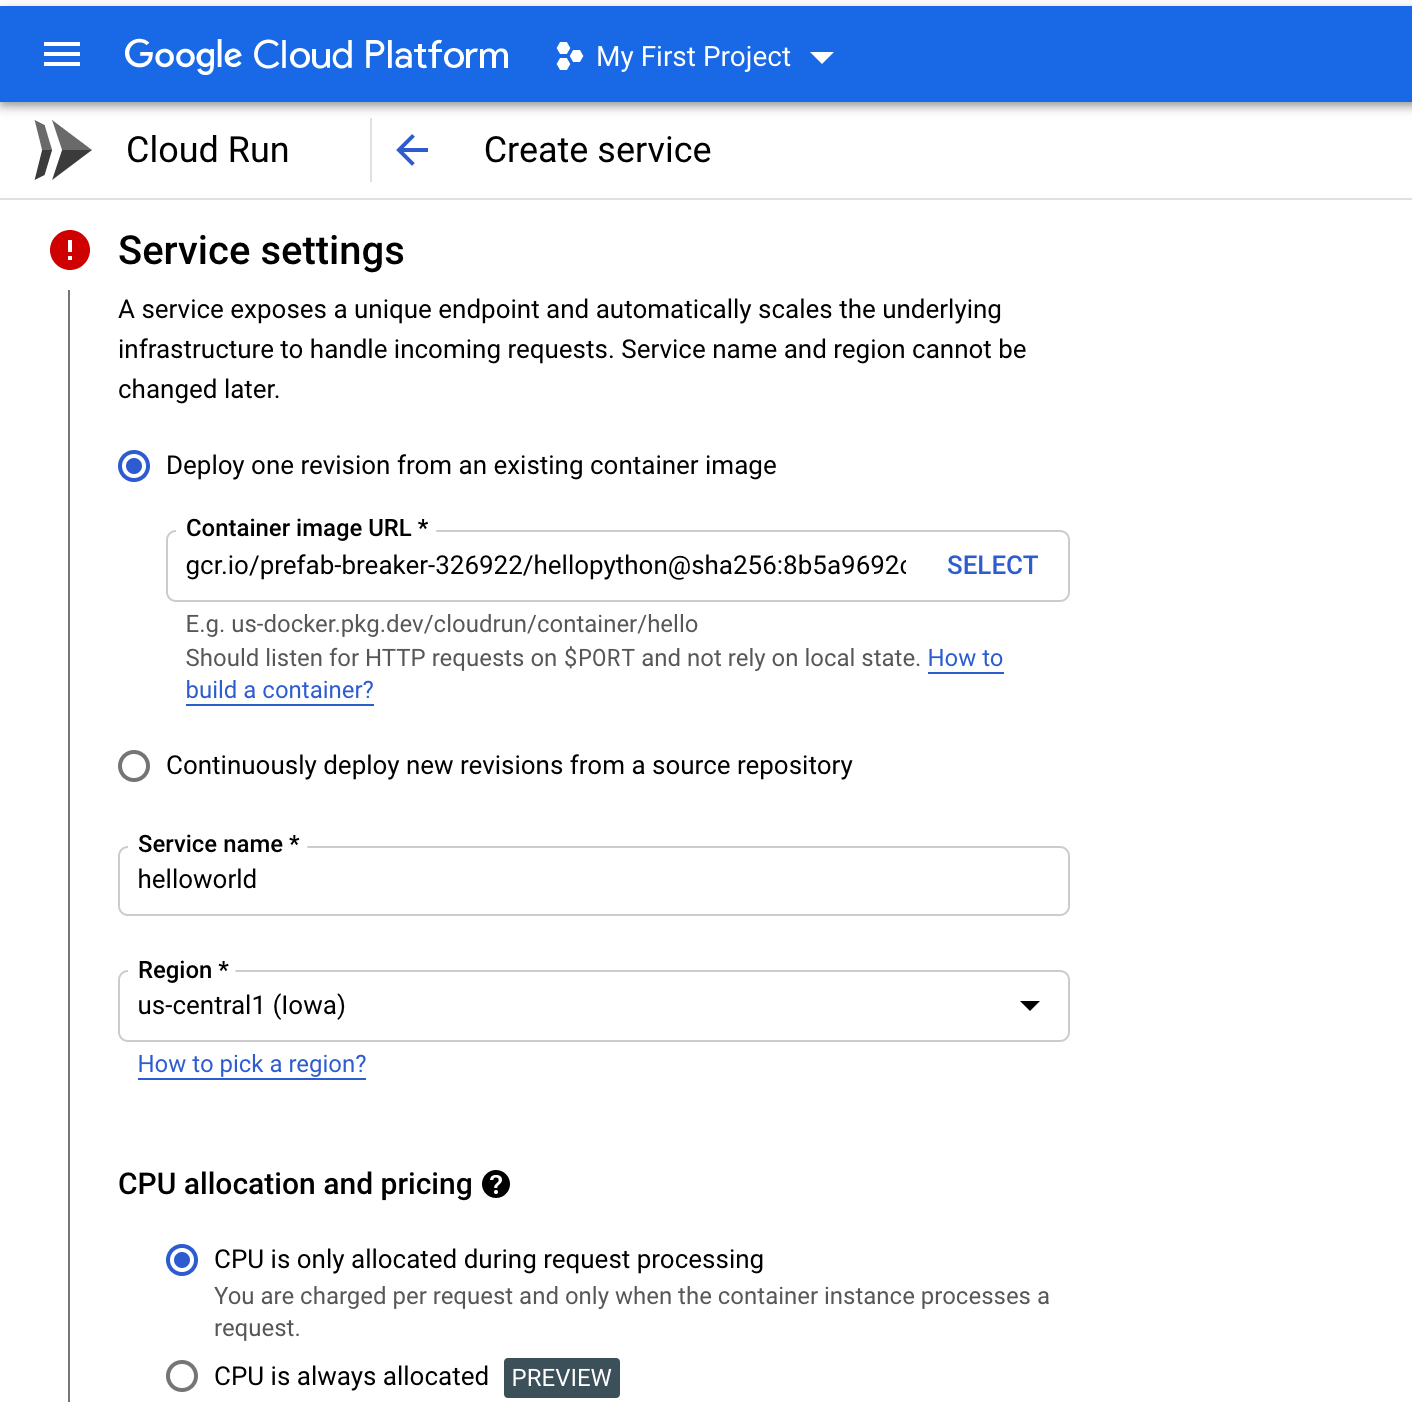 Google Cloud Platform My First Project
Cloud Run Create service
Service settings
A service exposes a unique endpoint and automatically scales the underlying
infrastructure to handle incoming requests. Service name and region cannot be
changed later.
Deploy one revision from an existing container image
Container image URL *
gcr.io/prefab-breaker-326922/hellopython@sha256:8b5a9692 SELECT
E.g. us-docker.pkg.dev/cloudrun/container/hello
Should listen for HTTP requests on $PORT and not rely on local state. How to
build a container?
Continuously deploy new revisions from a source repository
Service name *
helloworld
Region *
us-central1 (Iowa)
How to pick a region?
CPU allocation and pricing
CPU is only allocated during request processing
You are charged per request and only when the container instance processes a
request.
CPU is always allocated PREVIEW